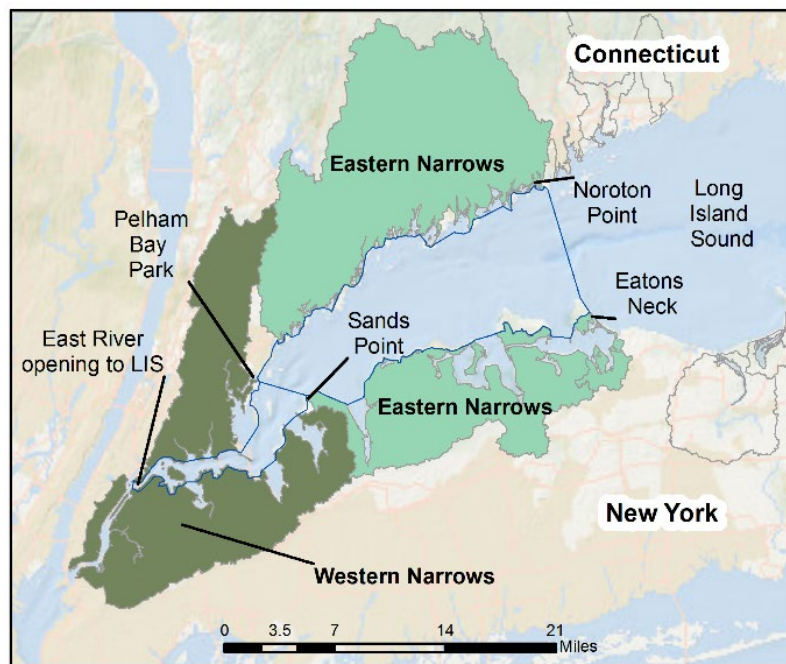 Connecticut
Eastern Narrows
Noroton
Point
Long
Island
Sound
Pelham
Bay
Park
Eatons
Neck
Sands
Point
East River
opening to LIS
Eastern Narrows
New York
Western Narrows
0 3.5 7 14 21
Miles